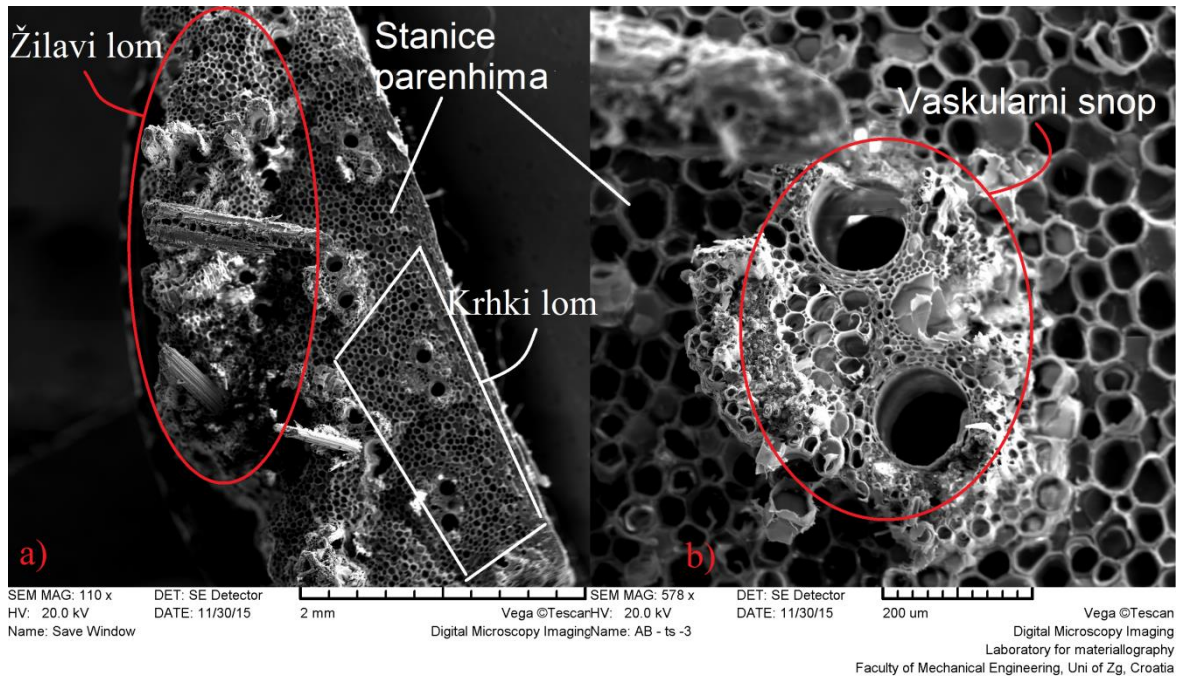 Žilavi lom
Stanice
parenhima
Krhki lom
a)
Vaskularni snop
b)
SEM MAG: 110 x
DET: SE Detector
HV: 20.0 kV
DATE: 11/30/15
2 mm
Vega ©Tescan
Name: Save Window
Digital Microscopy Imaging
SEM MAG: 578 x
DET: SE Detector
HV: 20.0 kV
DATE: 11/30/15
200 um
Vega ©Tescan
Name: AB - ts -3
Digital Microscopy Imaging
Laboratory for materiallography
Faculty of Mechanical Engineering, Uni of Zg, Croatia